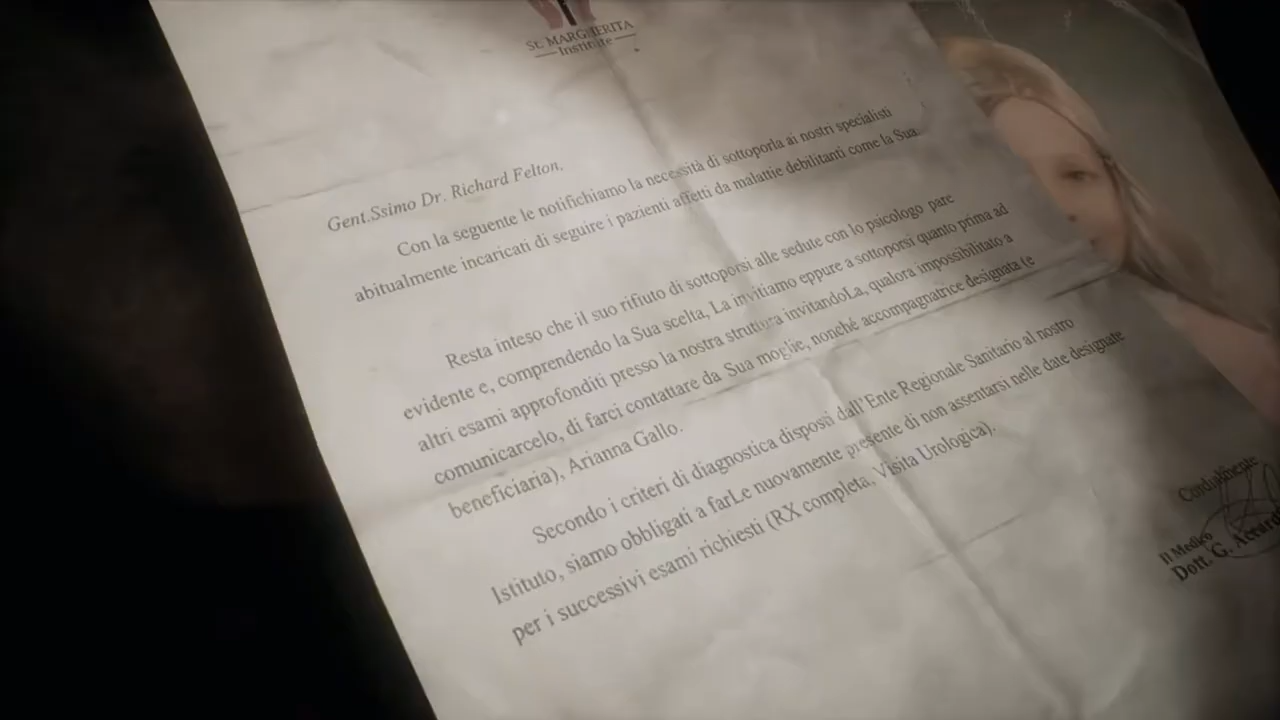 St. MARGHERITA
Institute
Gent.Ssimo Dr. Richard Felton,
Con la seguente le notifichiamo la necessità di sottoporla ai nostri specialisti
abitualmente incaricati di seguire i pazienti affetti da malattie debilitanti come la Sua.
Resta inteso che il suo rifiuto di sottoporsi alle sedute con lo psicologo pare
evidente e, comprendendo la Sua scelta, La invitiamo eppure a sottoporsi quanto prima ad
altri esami approfonditi presso la nostra struttura invitandoLa, qualora impossibilitato a
comunicarcelo, di farci contattare da Sua moglie, nonché accompagnatrice designata (e
beneficiaria), Arianna Gallo.
Secondo i criteri di diagnostica disposti dall'Ente Regionale Sanitario al nostro
Istituto, siamo obbligati a farLe nuovamente presente di non assentarsi nelle date designate
per i successivi esami richiesti (RX completa, Visita Urologica).
Cordialmente
Il Medico
Dott. G.